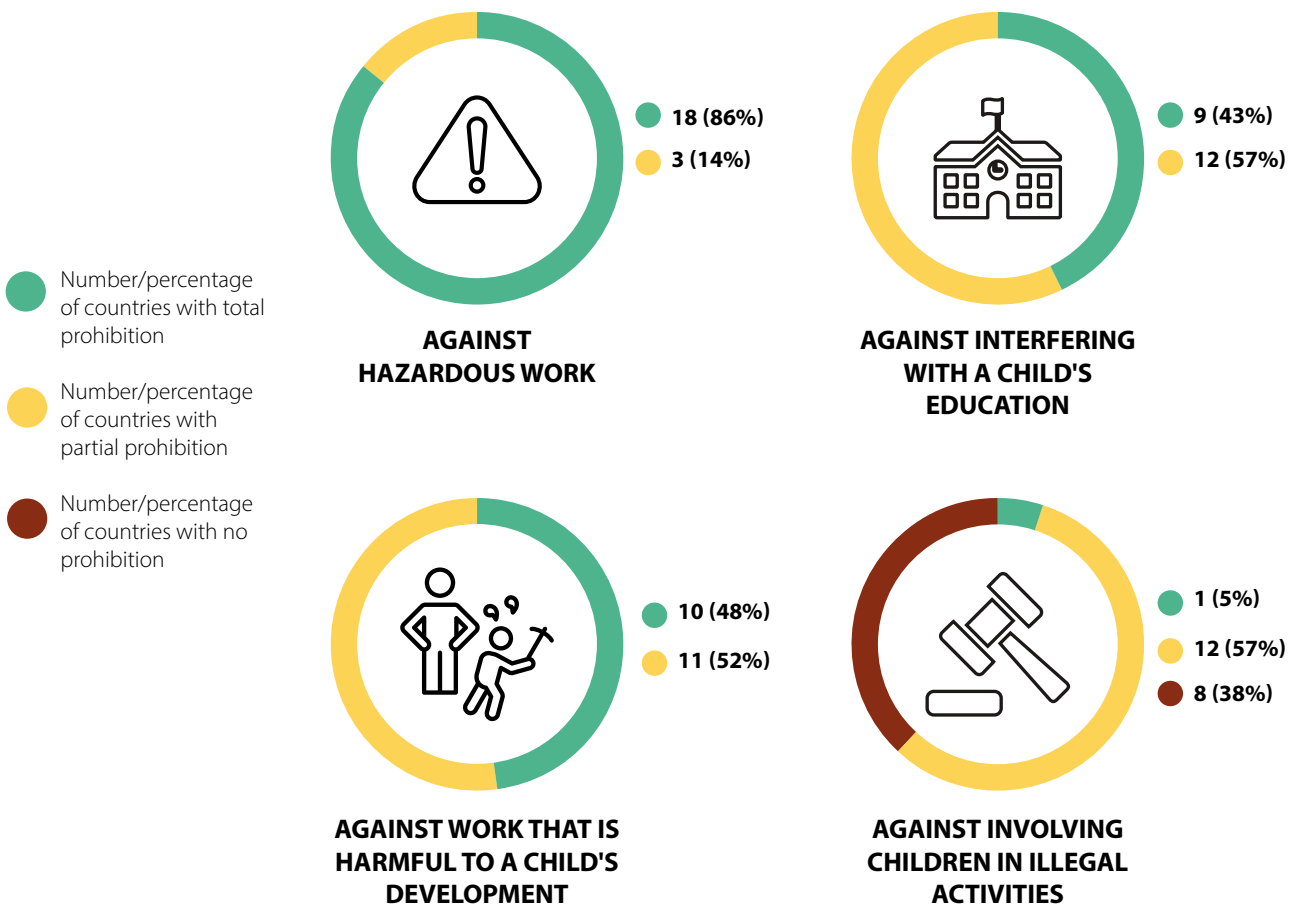 Number/percentage
of countries with total
prohibition
Number/percentage
of countries with
partial prohibition
Number/percentage
of countries with no
prohibition
18 (86%)
3 (14%)
AGAINST
HAZARDOUS WORK
9 (43%)
12 (57%)
AGAINST INTERFERING
WITH A CHILD'S
EDUCATION
10 (48%)
11 (52%)
AGAINST WORK THAT IS
HARMFUL TO A CHILD'S
DEVELOPMENT
1 (5%)
12 (57%)
8 (38%)
AGAINST INVOLVING
CHILDREN IN ILLEGAL
ACTIVITIES